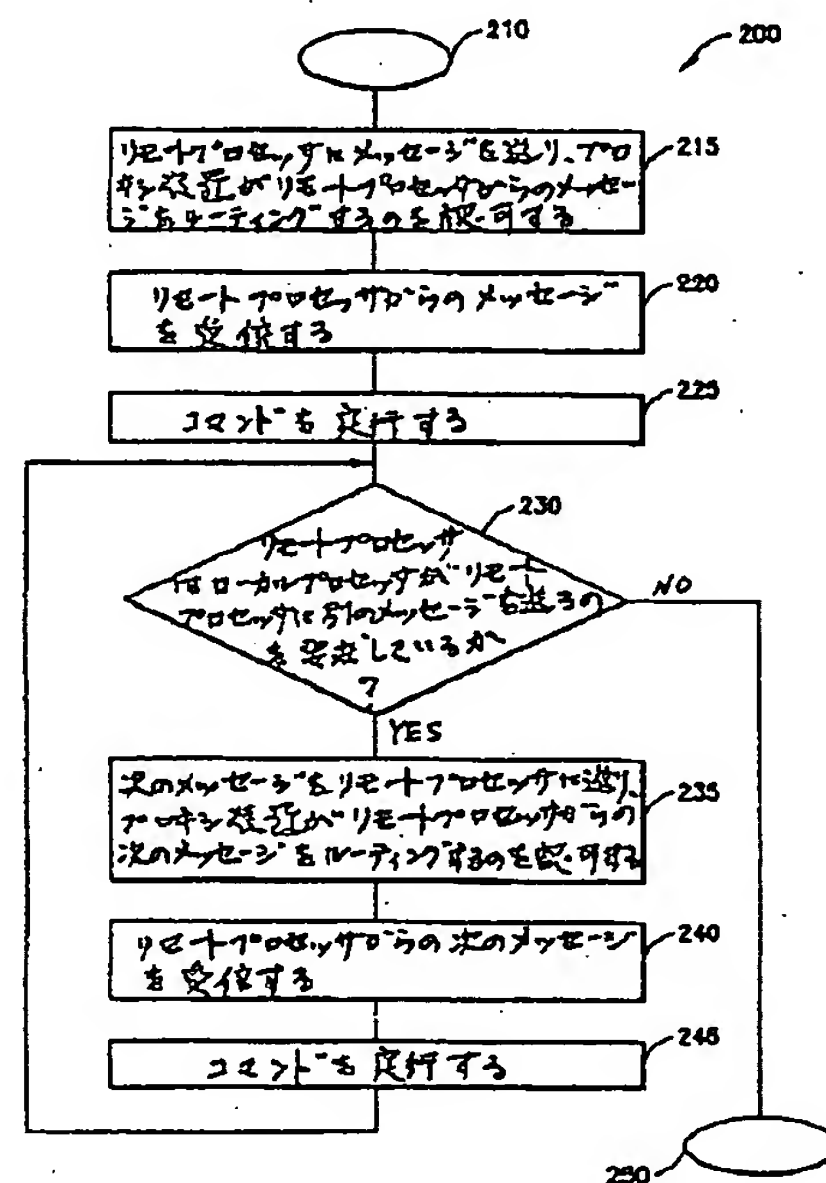 210
200
リモートプロセッサにメッセージを送り、プロ
キシ装置がリモートプロセッサからのメッセー
ジをルーティングするのを認可する
215
リモートプロセッサからのメッセージ
を受信する
220
コマンドを実行する
225
230
リモートプロセッサ
はローカルプロセッサがリモート
プロセッサに別のメッセージを送るの
を要求しているか
?
NO
YES
次のメッセージをリモートプロセッサに送り、
プロキシ装置がリモートプロセッサからの
次のメッセージをルーティングするのを認可する
235
リモートプロセッサからの次のメッセージ
を受信する
240
コマンドを実行する
245
250